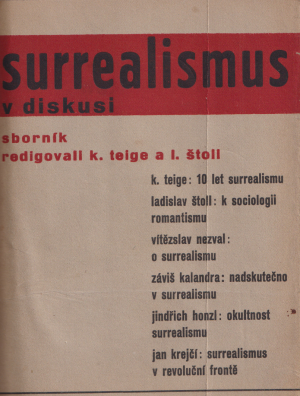 surrealismus
v diskusi
sborník
redigovali k. teige a l. štoll
k. teige: 10 let surrealismu
ladislav štoll: k sociologii
romantismu
vítězslav nezval:
o surrealismu
záviš kalandra: nadskutečno
v surrealismu
jindřich honzl: okultnost
surrealismu
jan krejčí: surrealismus
v revoluční frontě